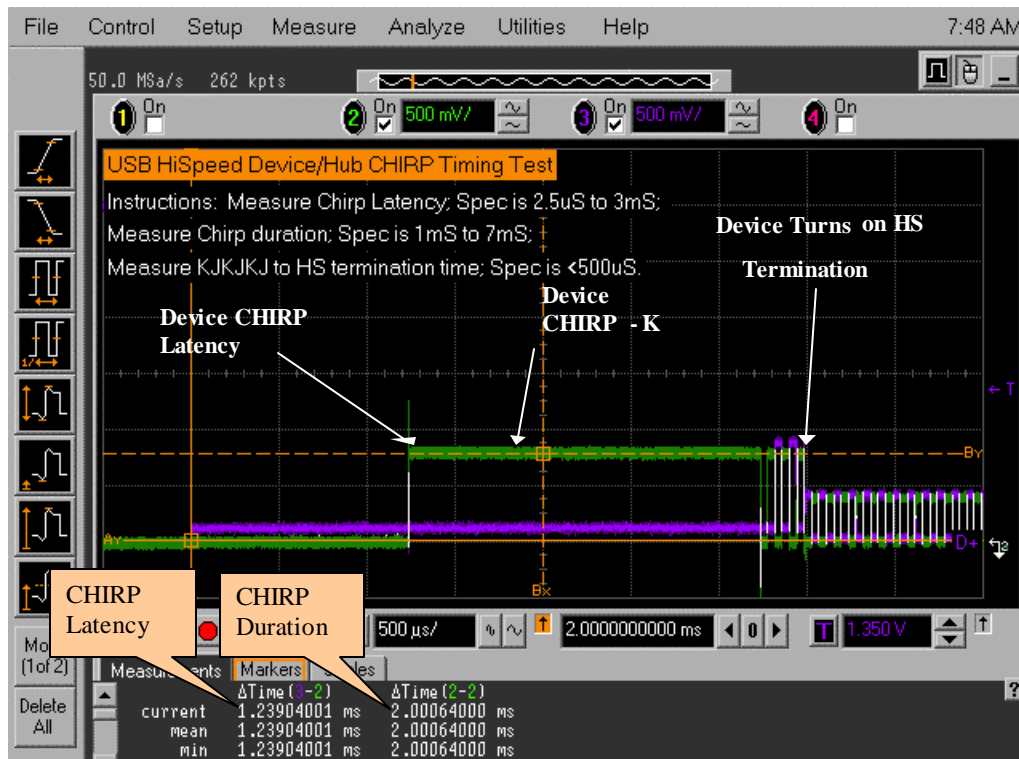 File Control Setup Measure Analyze Utilities Help 7:48 AM
50.0 MSa/s 262 kpts
1 On 2 On 500 mV/ 3 On 500 mV/ 4 On
USB HiSpeed Device/Hub CHIRP Timing Test
Instructions: Measure Chirp Latency; Spec is 2.5uS to 3mS;
Measure Chirp duration; Spec is 1mS to 7mS;
Measure KJKJKJ to HS termination time; Spec is <500uS.
Device Turns on HS
Termination
Device
CHIRP - K
Device CHIRP
Latency
T
By
Ay
D+
2
Bx
CHIRP
Latency
CHIRP
Duration
500 µs/ 2.0000000000 ms 0 T 1.350 V
1/
Mo
(1of 2)
Delete
All
Measu ents Markers les
ΔTime(3-2) ΔTime(2-2)
current 1.23904001 ms 2.00064000 ms
mean 1.23904001 ms 2.00064000 ms
min 1.23904001 ms 2.00064000 ms
?